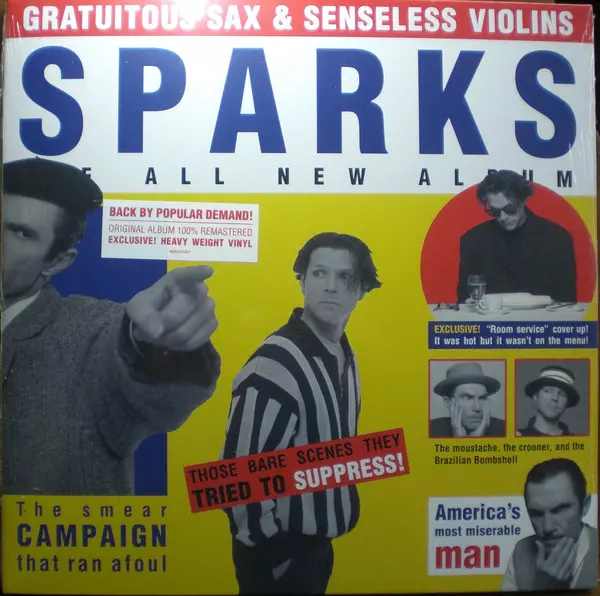 GRATUITOUS SAX & SENSELESS VIOLINS
SPARKS
ALL NEW ALBUM
BACK BY POPULAR DEMAND!
ORIGINAL ALBUM 100% REMASTERED
EXCLUSIVE! HEAVY WEIGHT VINYL
EXCLUSIVE! "Room service" cover up!
It was hot but it wasn't on the menu!
The moustache, the crooner, and the
Brazilian Bombshell
THOSE BARE SCENES THEY
TRIED TO SUPPRESS!
The smear
CAMPAIGN
that ran afoul
America's
most miserable
man